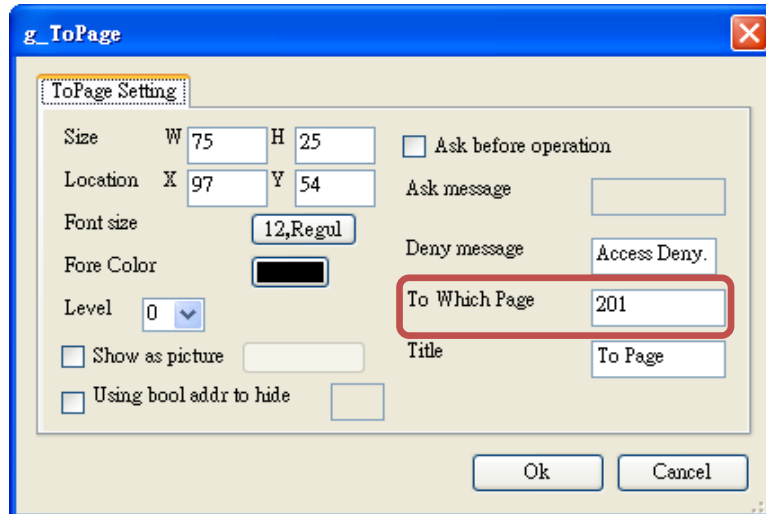 g_ToPage
ToPage Setting
Size W 75 H 25
Location X 97 Y 54
Font size 12,Regul
Fore Color
Level 0
Show as picture
Using bool addr to hide
Ask before operation
Ask message
Deny message Access Deny.
To Which Page 201
Title To Page
Ok Cancel